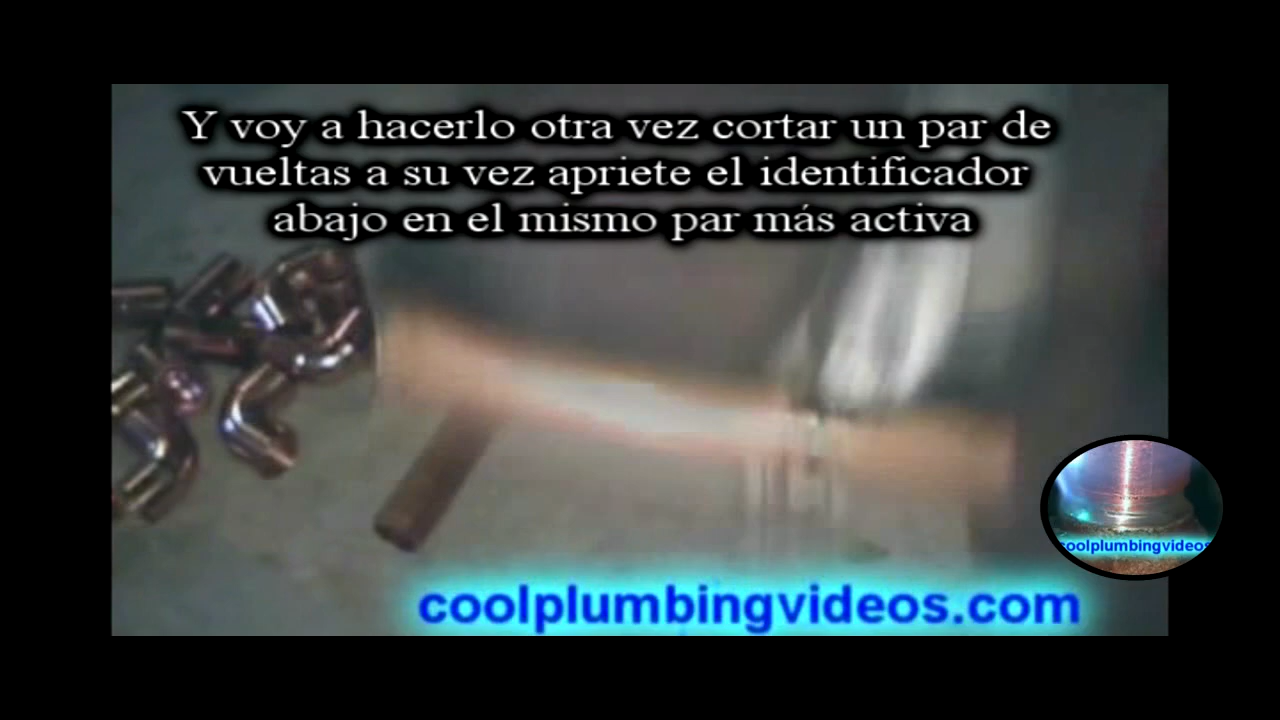 Y voy a hacerlo otra vez cortar un par de
vueltas a su vez apriete el identificador
abajo en el mismo par más activa
coolplumbingvideos
coolplumbingvideos.com